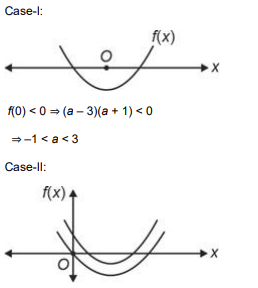 Case-I:
f(x)
O
x
f(0) < 0 ⇒ (a – 3)(a + 1) < 0
⇒ –1 < a < 3
Case-II:
f(x)
x
O